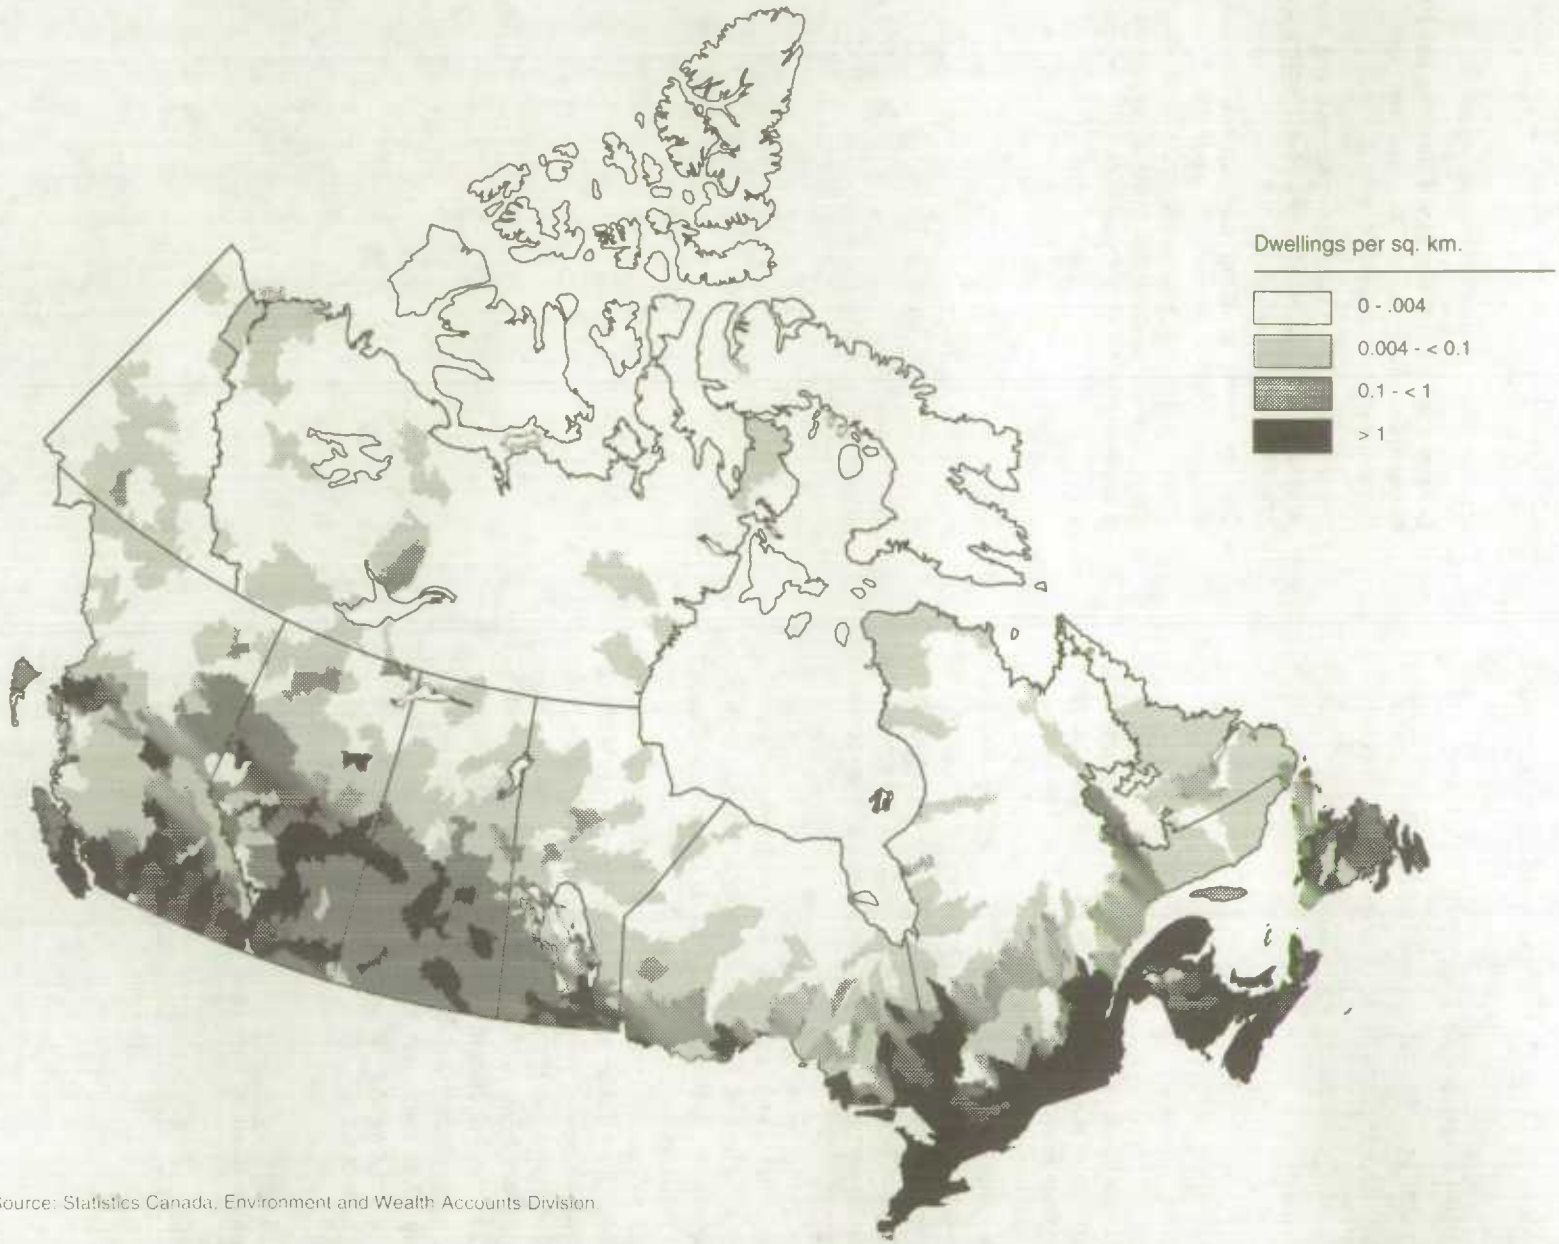 Dwellings per sq. km.
0 - .004
0.004 - < 0.1
0.1 - < 1
> 1
Source: Statistics Canada, Environment and Wealth Accounts Division.